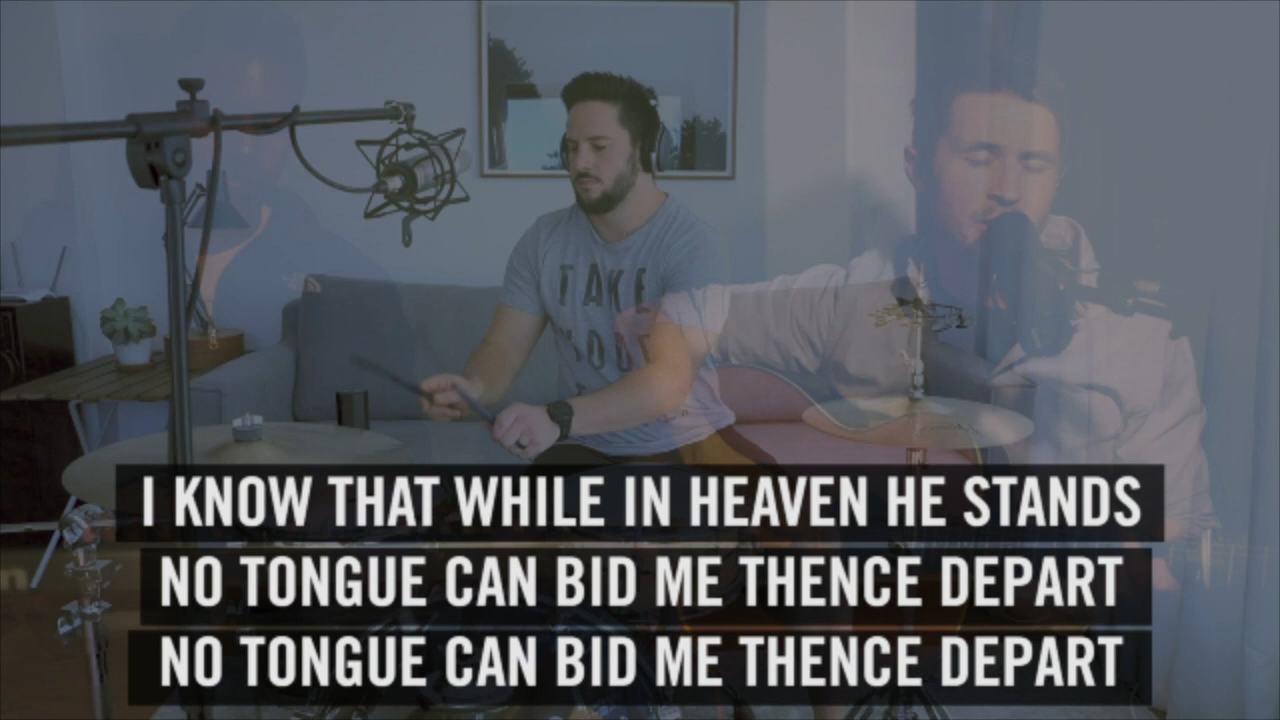 TAKE
I KNOW THAT WHILE IN HEAVEN HE STANDS
NO TONGUE CAN BID ME THENCE DEPART
NO TONGUE CAN BID ME THENCE DEPART